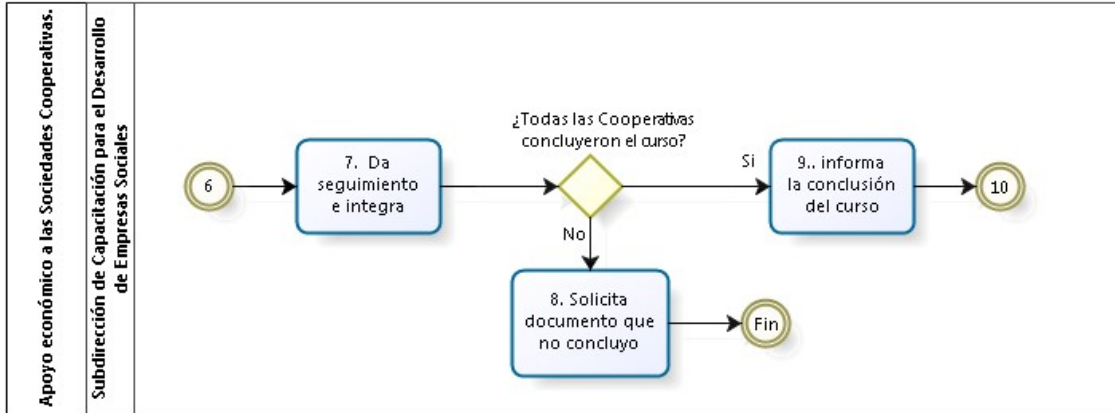 Apoyo económico a las Sociedades Cooperativas.
Subdirección de Capacitación para el Desarrollo
de Empresas Sociales
6
7. Da
seguimiento
e integra
¿Todas las Cooperativas
concluyeron el curso?
Si
9.. informa
la conclusión
del curso
10
No
8. Solicita
documento que
no concluyo
Fin